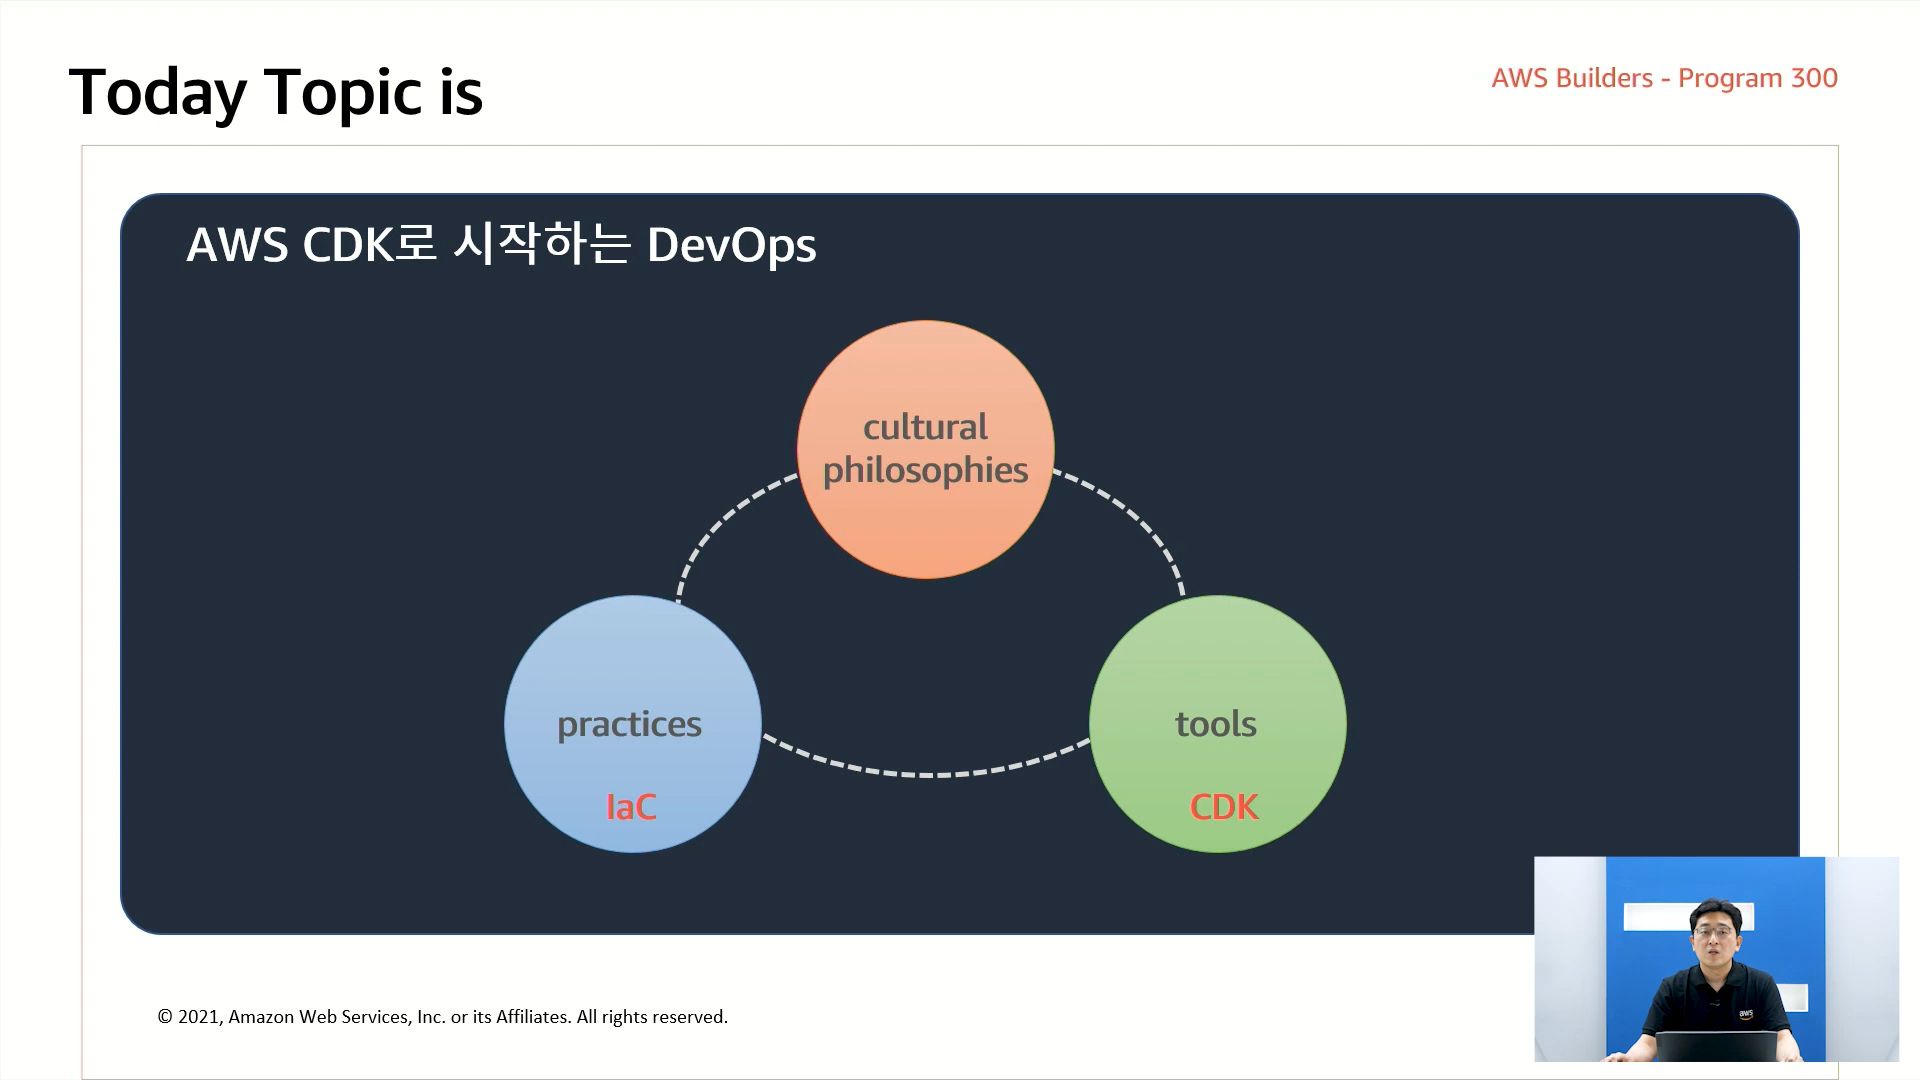 Today Topic is
AWS Builders - Program 300
AWS CDK로 시작하는 DevOps
cultural
philosophies
practices
IaC
tools
CDK
© 2021, Amazon Web Services, Inc. or its Affiliates. All rights reserved.
aws